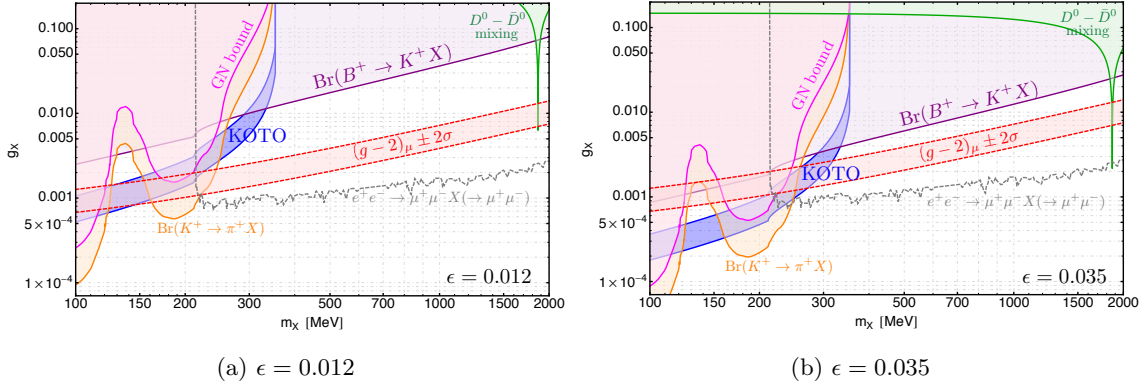 0.100
0.050
0.010
0.005
0.001
5 × 10⁻⁴
1 × 10⁻⁴
g_X
GN bound
Br(B⁺ → K⁺X)
D⁰ − D̄⁰
mixing
KOTO
(g−2)_μ ± 2σ
e⁺e⁻ → μ⁺μ⁻X(→ μ⁺μ⁻)
Br(K⁺ → π⁺X)
ϵ = 0.012
100 150 200 300 500 1000 1500 2000
m_X [MeV]
(a) ϵ = 0.012
0.100
0.050
0.010
0.005
0.001
5 × 10⁻⁴
1 × 10⁻⁴
g_X
D⁰ − D̄⁰
mixing
GN bound
Br(B⁺ → K⁺X)
(g−2)_μ ± 2σ
KOTO
e⁺e⁻ → μ⁺μ⁻X(→ μ⁺μ⁻)
Br(K⁺ → π⁺X)
ϵ = 0.035
100 150 200 300 500 1000 1500 2000
m_X [MeV]
(b) ϵ = 0.035